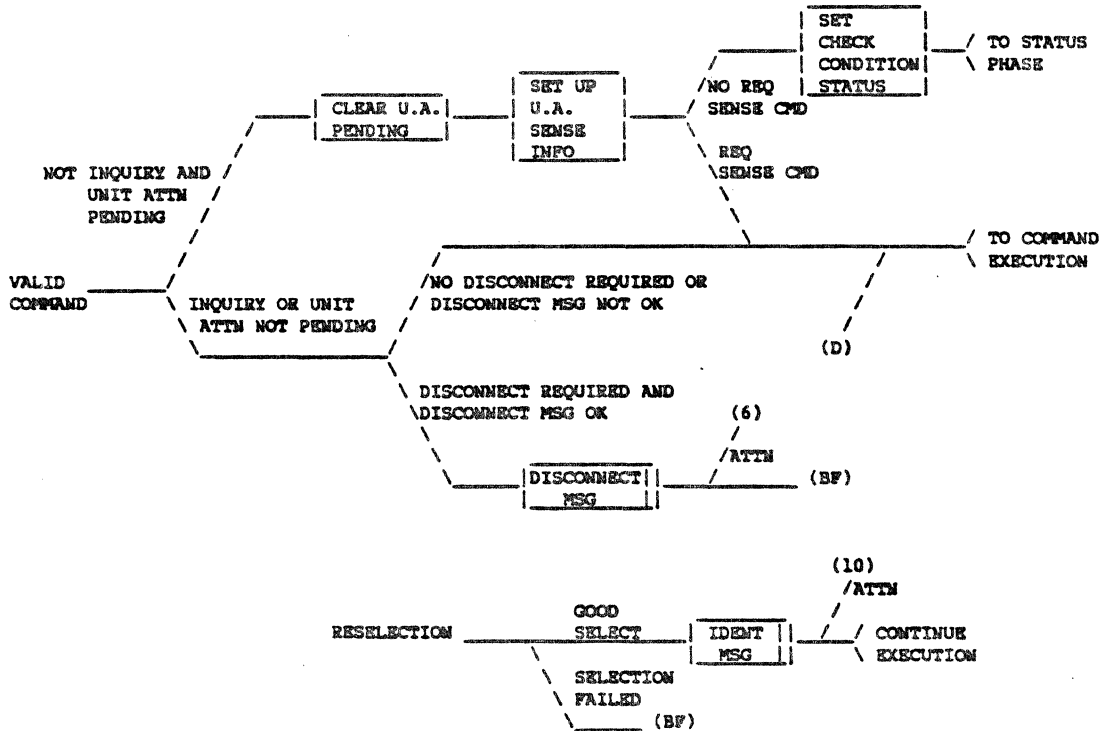 SET
CHECK
CONDITION
STATUS
TO STATUS
PHASE
NO REQ
SENSE CMD
SET UP
U.A.
SENSE
INFO
CLEAR U.A.
PENDING
REQ
SENSE CMD
NOT INQUIRY AND
UNIT ATTN
PENDING
TO COMMAND
EXECUTION
VALID
COMMAND
NO DISCONNECT REQUIRED OR
DISCONNECT MSG NOT OK
INQUIRY OR UNIT
ATTN NOT PENDING
(D)
DISCONNECT REQUIRED AND
DISCONNECT MSG OK
(6)
ATTN
DISCONNECT
MSG
(BF)
(10)
ATTN
RESELECTION
GOOD
SELECT
IDENT
MSG
CONTINUE
EXECUTION
SELECTION
FAILED
(BF)